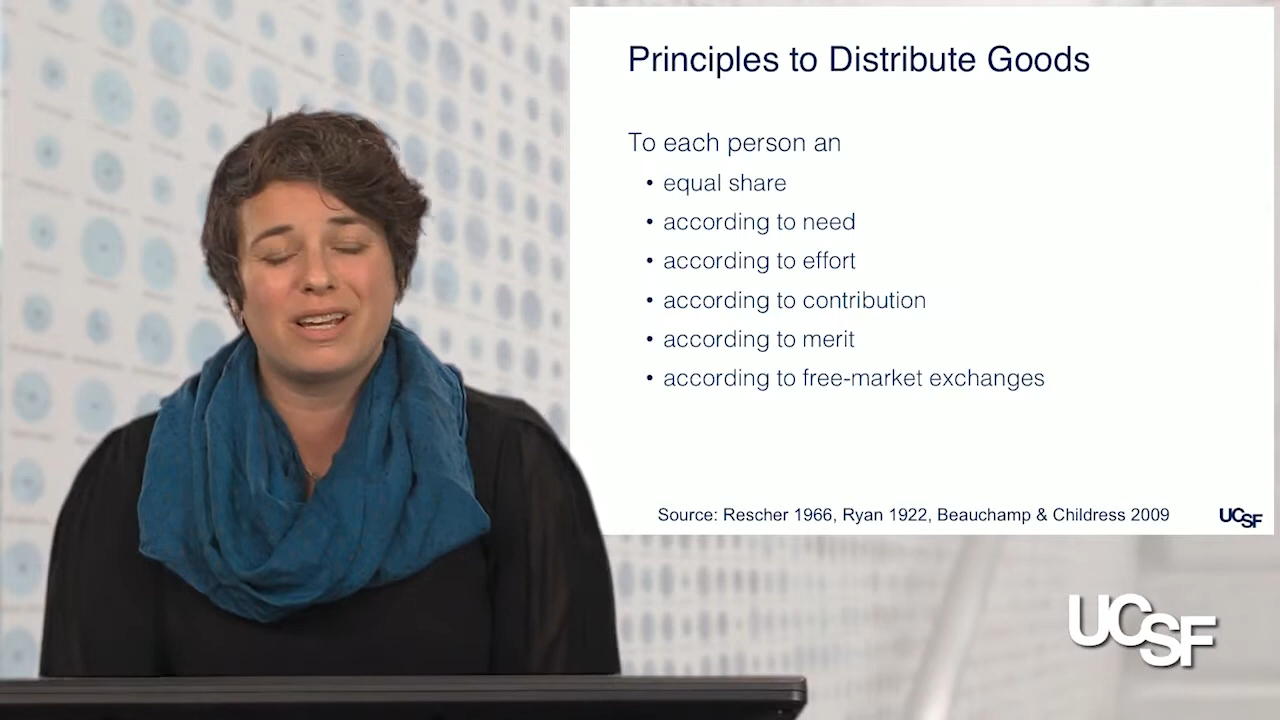 Principles to Distribute Goods
To each person an
• equal share
• according to need
• according to effort
• according to contribution
• according to merit
• according to free-market exchanges
Source: Rescher 1966, Ryan 1922, Beauchamp & Childress 2009
UCSF
UCSF